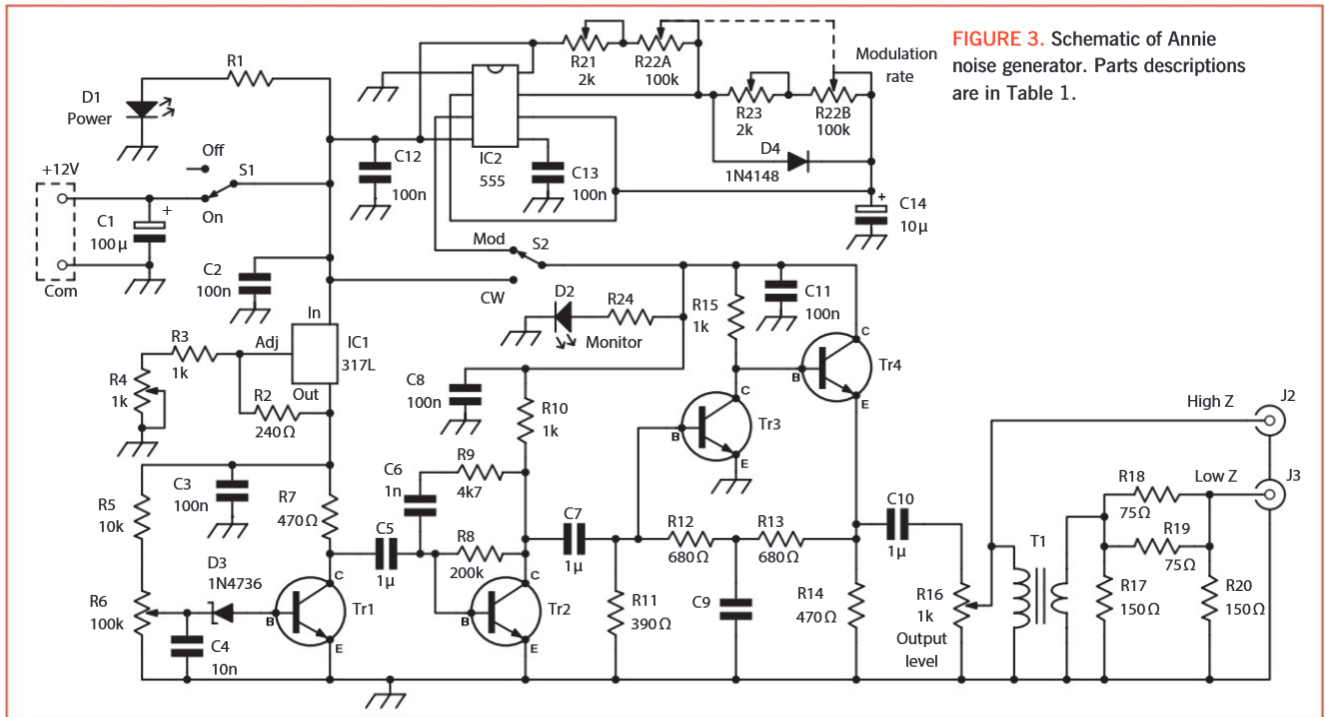 FIGURE 3. Schematic of Annie
noise generator. Parts descriptions
are in Table 1.
R1
D1
Power
Off
S1
On
+12V
C1
100µ
+
Com
C2
100n
C12
100n
IC2
555
C13
100n
R21
2k
R22A
100k
Modulation
rate
R23
2k
R22B
100k
D4
1N4148
+
C14
10µ
Mod
S2
CW
D2
Monitor
R24
R15
1k
C11
100n
In
Adj
IC1
317L
Out
R3
1k
R4
1k
R2
240Ω
C8
100n
R10
1k
C
B
Tr4
E
C
B
Tr3
E
High Z
J2
Low Z
J3
R5
10k
C3
100n
R7
470Ω
C6
1n
R9
4k7
C5
1µ
R8
200k
C7
1µ
R12
680Ω
R13
680Ω
C10
1µ
R18
75Ω
R19
75Ω
T1
D3
1N4736
R6
100k
C4
10n
C
B
Tr1
E
C
B
Tr2
E
R11
390Ω
C9
R14
470Ω
R16
1k
Output
level
R17
150Ω
R20
150Ω